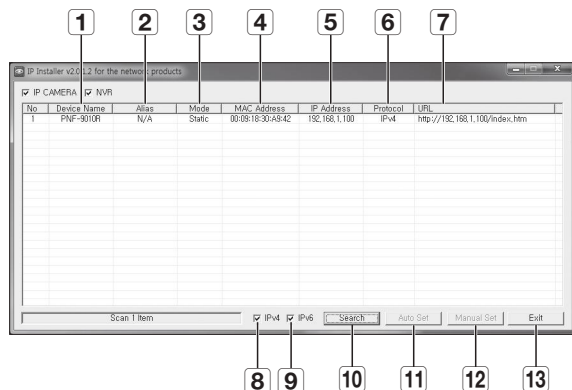 1 2 3 4 5 6 7
IP Installer v2.0.1.2 for the network products
IP CAMERA NVR
No Device Name Alias Mode MAC Address IP Address Protocol URL
1 PNF-9010R N/A Static 00:09:18:30:A9:42 192,168,1,100 IPv4 http://192,168,1,100/index,htm
Scan 1 Item IPv4 IPv6 Search Auto Set Manual Set Exit
8 9 10 11 12 13